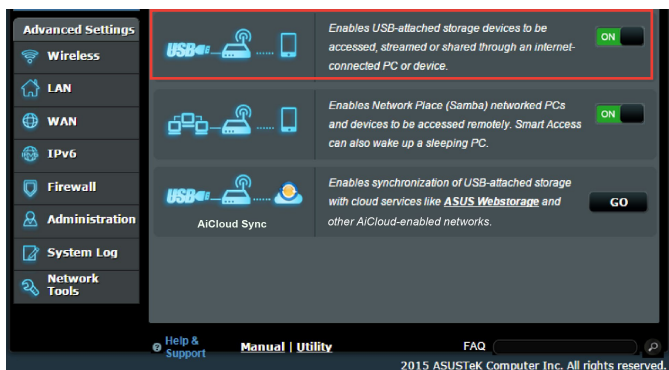 Advanced Settings
Wireless
LAN
WAN
IPv6
Firewall
Administration
System Log
Network
Tools
USB
Enables USB-attached storage devices to be
accessed, streamed or shared through an internet-
connected PC or device.
ON
Enables Network Place (Samba) networked PCs
and devices to be accessed remotely. Smart Access
can also wake up a sleeping PC.
ON
USB
AiCloud Sync
Enables synchronization of USB-attached storage
with cloud services like ASUS Webstorage and
other AiCloud-enabled networks.
GO
Help &
Support
Manual | Utility
FAQ
2015 ASUSTeK Computer Inc. All rights reserved.